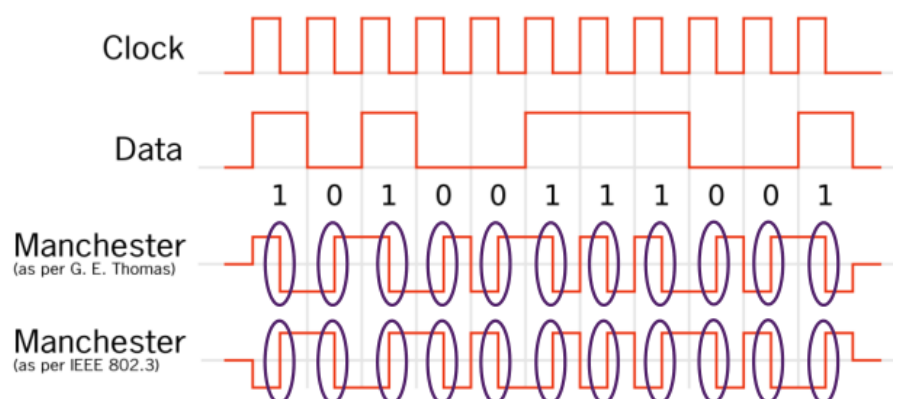 Clock
Data
1 0 1 0 0 1 1 1 0 0 1
Manchester
(as per G. E. Thomas)
Manchester
(as per IEEE 802.3)